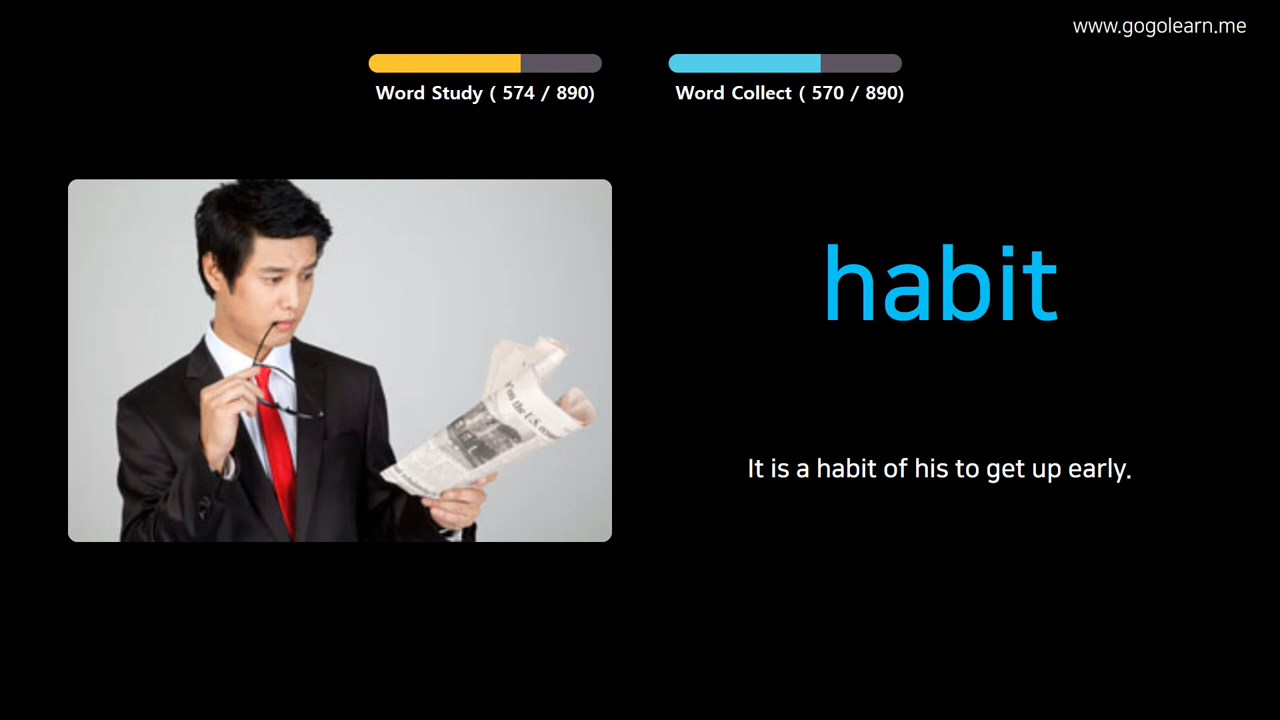 www.gogolearn.me
Word Study ( 574 / 890)
Word Collect ( 570 / 890)
habit
It is a habit of his to get up early.
the U.S.